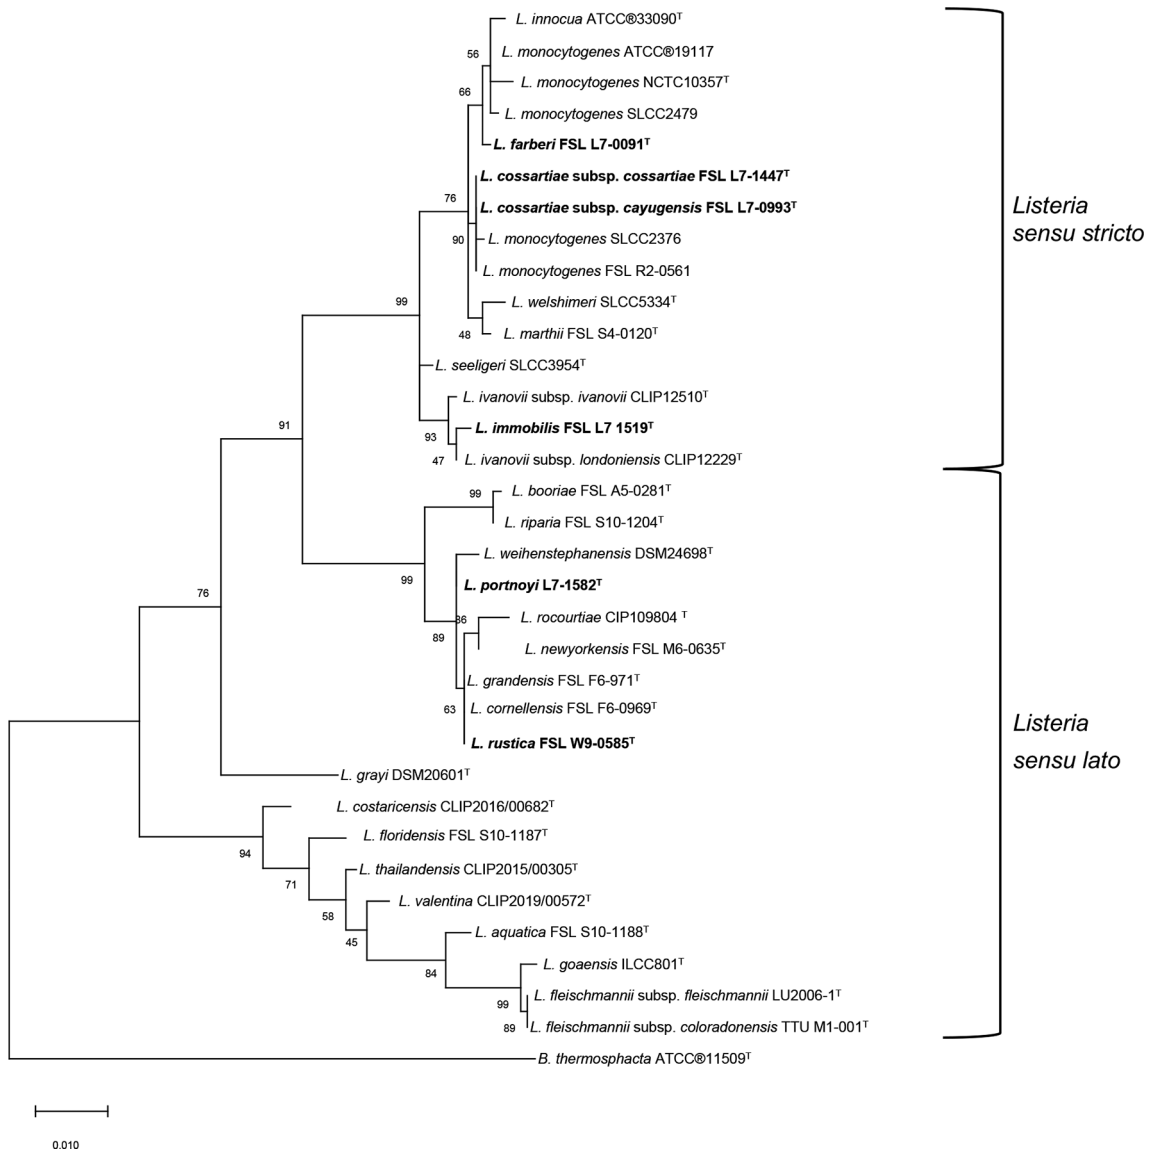 L. innocua ATCC®33090ᵀ
56
L. monocytogenes ATCC®19117
L. monocytogenes NCTC10357ᵀ
66
L. monocytogenes SLCC2479
L. farberi FSL L7-0091ᵀ
L. cossartiae subsp. cossartiae FSL L7-1447ᵀ
76
L. cossartiae subsp. cayugensis FSL L7-0993ᵀ
Listeria
sensu stricto
90
L. monocytogenes SLCC2376
L. monocytogenes FSL R2-0561
99
L. welshimeri SLCC5334ᵀ
48
L. marthii FSL S4-0120ᵀ
L. seeligeri SLCC3954ᵀ
L. ivanovii subsp. ivanovii CLIP12510ᵀ
91
93
L. immobilis FSL L7 1519ᵀ
47
L. ivanovii subsp. londoniensis CLIP12229ᵀ
99
L. booriae FSL A5-0281ᵀ
L. riparia FSL S10-1204ᵀ
L. weihenstephanensis DSM24698ᵀ
99
L. portnoyi L7-1582ᵀ
76
86
L. rocourtiae CIP109804 ᵀ
89
L. newyorkensis FSL M6-0635ᵀ
L. grandensis FSL F6-971ᵀ
63
L. cornellensis FSL F6-0969ᵀ
Listeria
sensu lato
L. rustica FSL W9-0585ᵀ
L. grayi DSM20601ᵀ
L. costaricensis CLIP2016/00682ᵀ
L. floridensis FSL S10-1187ᵀ
94
L. thailandensis CLIP2015/00305ᵀ
71
L. valentina CLIP2019/00572ᵀ
58
L. aquatica FSL S10-1188ᵀ
45
L. goaensis ILCC801ᵀ
84
L. fleischmannii subsp. fleischmannii LU2006-1ᵀ
99
L. fleischmannii subsp. coloradonensis TTU M1-001ᵀ
89
B. thermosphacta ATCC®11509ᵀ
0.010